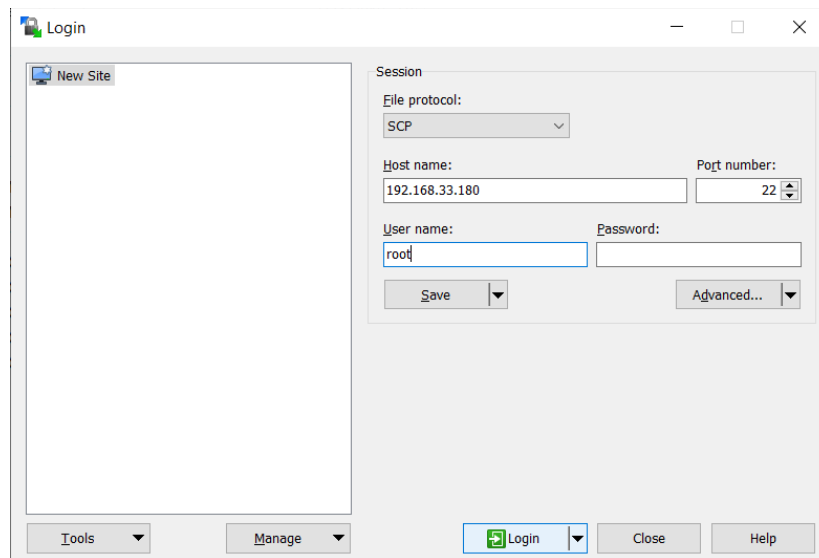 Login
New Site
Session
File protocol:
SCP
Host name: Port number:
192.168.33.180 22
User name: Password:
root
Save Advanced...
Tools Manage Login Close Help